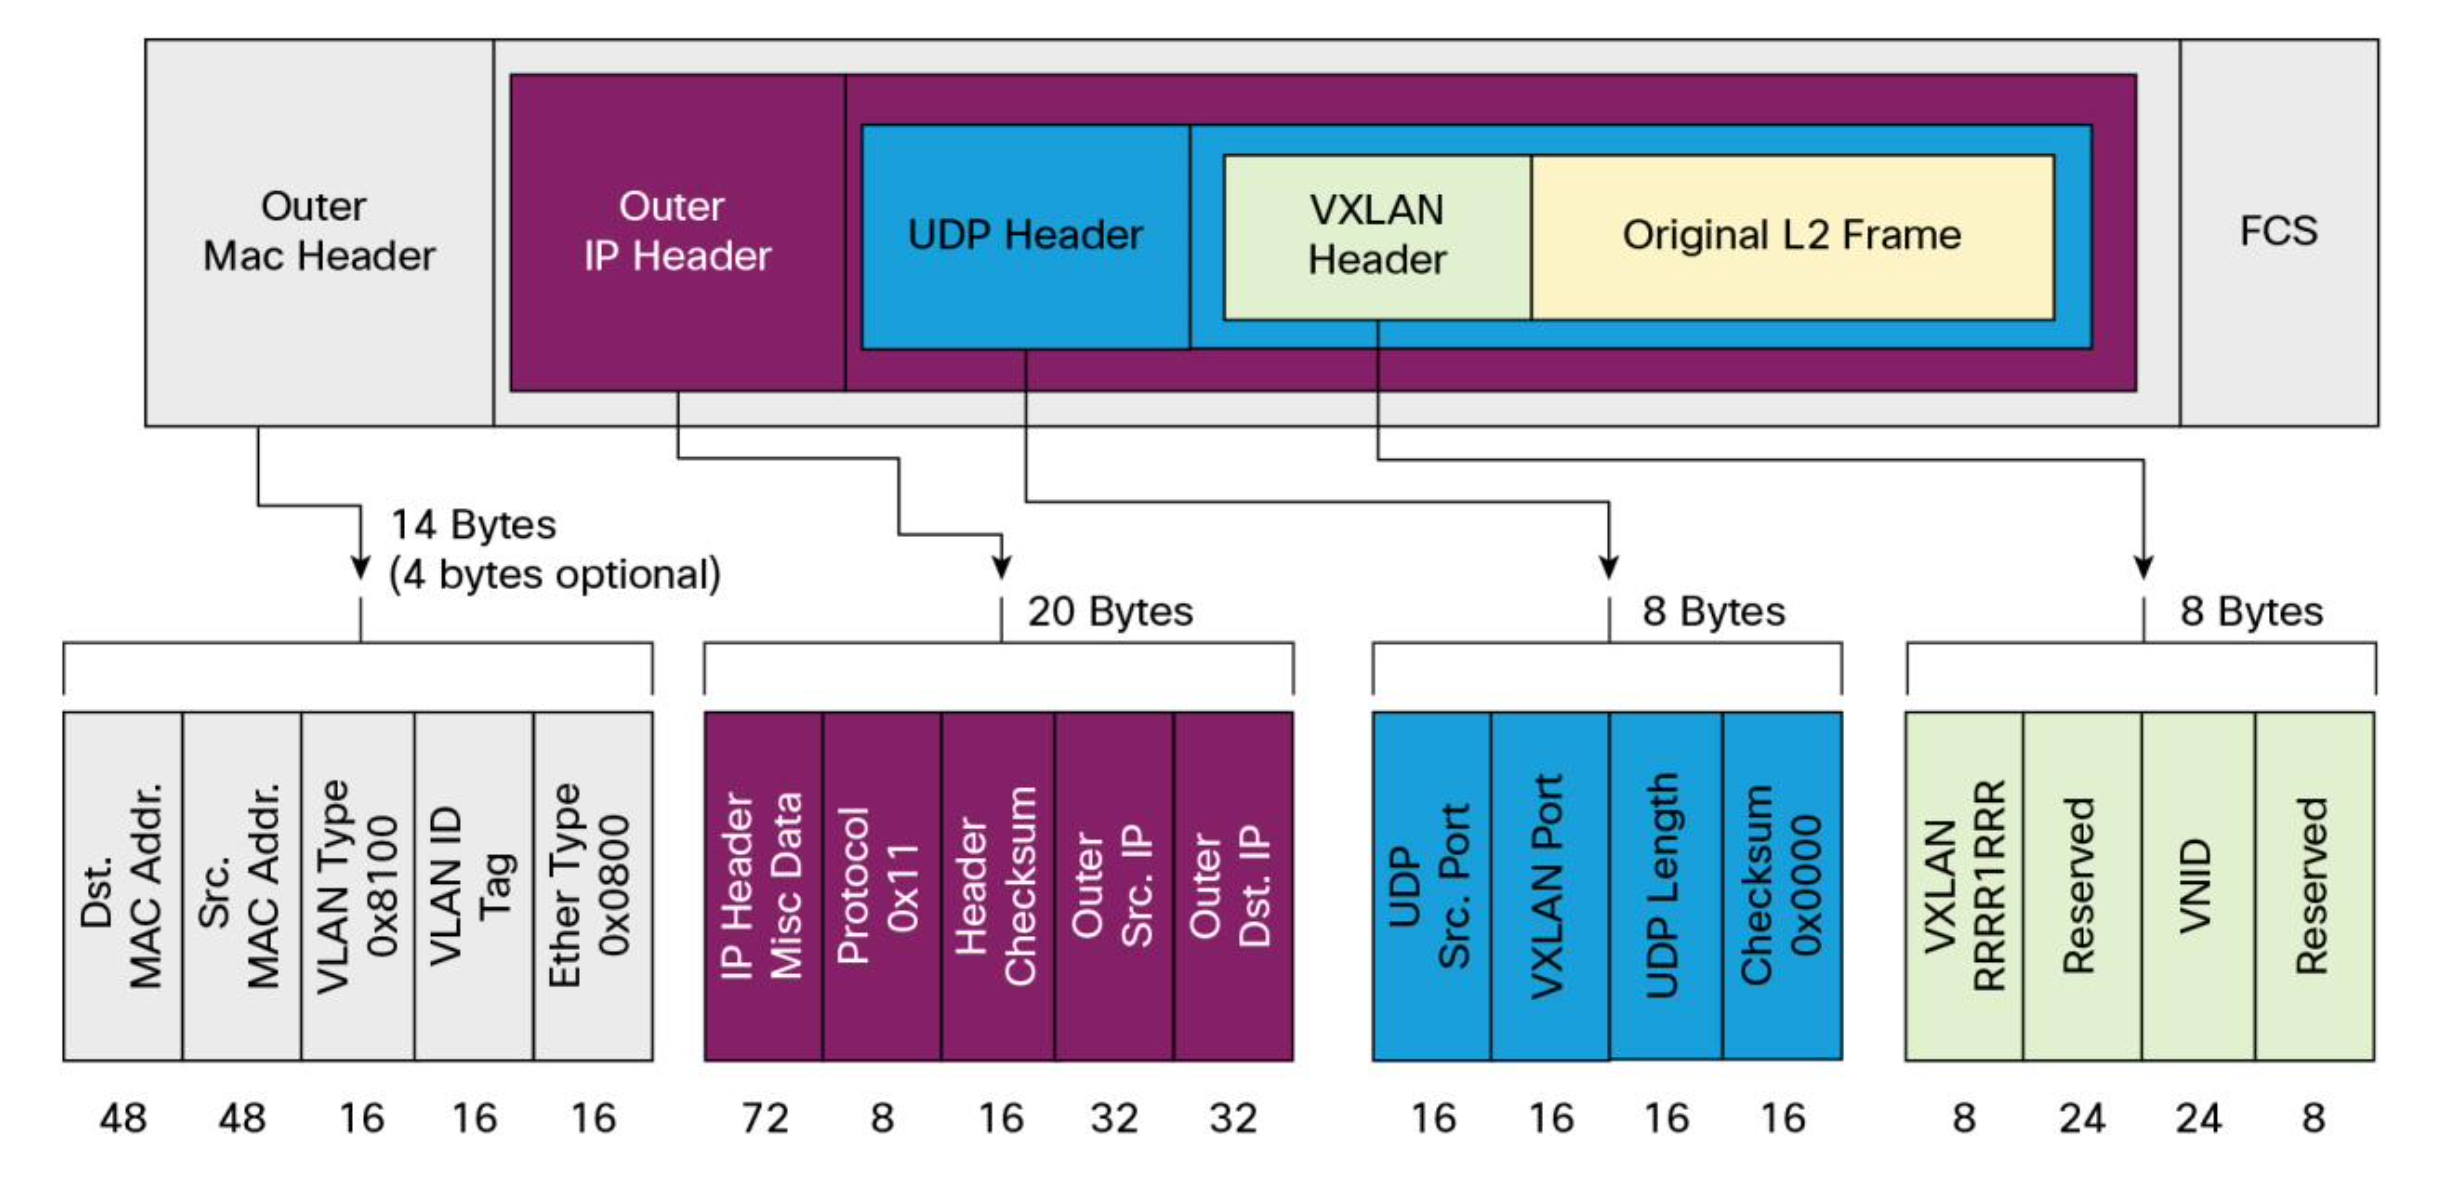 Outer
Mac Header
Outer
IP Header
UDP Header
VXLAN
Header
Original L2 Frame
FCS
14 Bytes
(4 bytes optional)
20 Bytes
8 Bytes
8 Bytes
Dst.
MAC Addr.
Src.
MAC Addr.
VLAN Type
0x8100
VLAN ID
Tag
Ether Type
0x0800
IP Header
Misc Data
Protocol
0x11
Header
Checksum
Outer
Src. IP
Outer
Dst. IP
UDP
Src. Port
VXLAN Port
UDP Length
Checksum
0x0000
VXLAN
RRRR1RRR
Reserved
VNID
Reserved
48 48 16 16 16 72 8 16 32 32 16 16 16 16 8 24 24 8